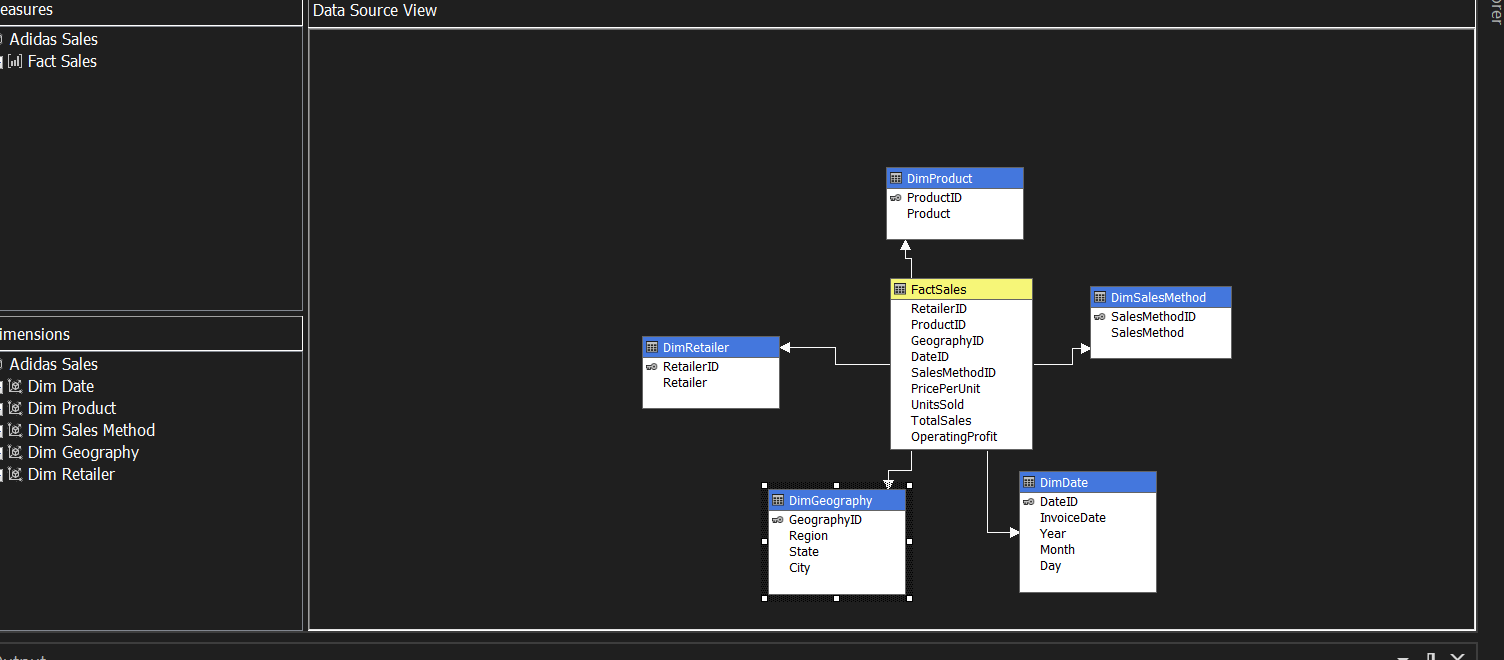 easures
Adidas Sales
Fact Sales
imensions
Adidas Sales
Dim Date
Dim Product
Dim Sales Method
Dim Geography
Dim Retailer
Data Source View
DimProduct
ProductID
Product
FactSales
RetailerID
ProductID
GeographyID
DateID
SalesMethodID
PricePerUnit
UnitsSold
TotalSales
OperatingProfit
DimSalesMethod
SalesMethodID
SalesMethod
DimRetailer
RetailerID
Retailer
DimGeography
GeographyID
Region
State
City
DimDate
DateID
InvoiceDate
Year
Month
Day